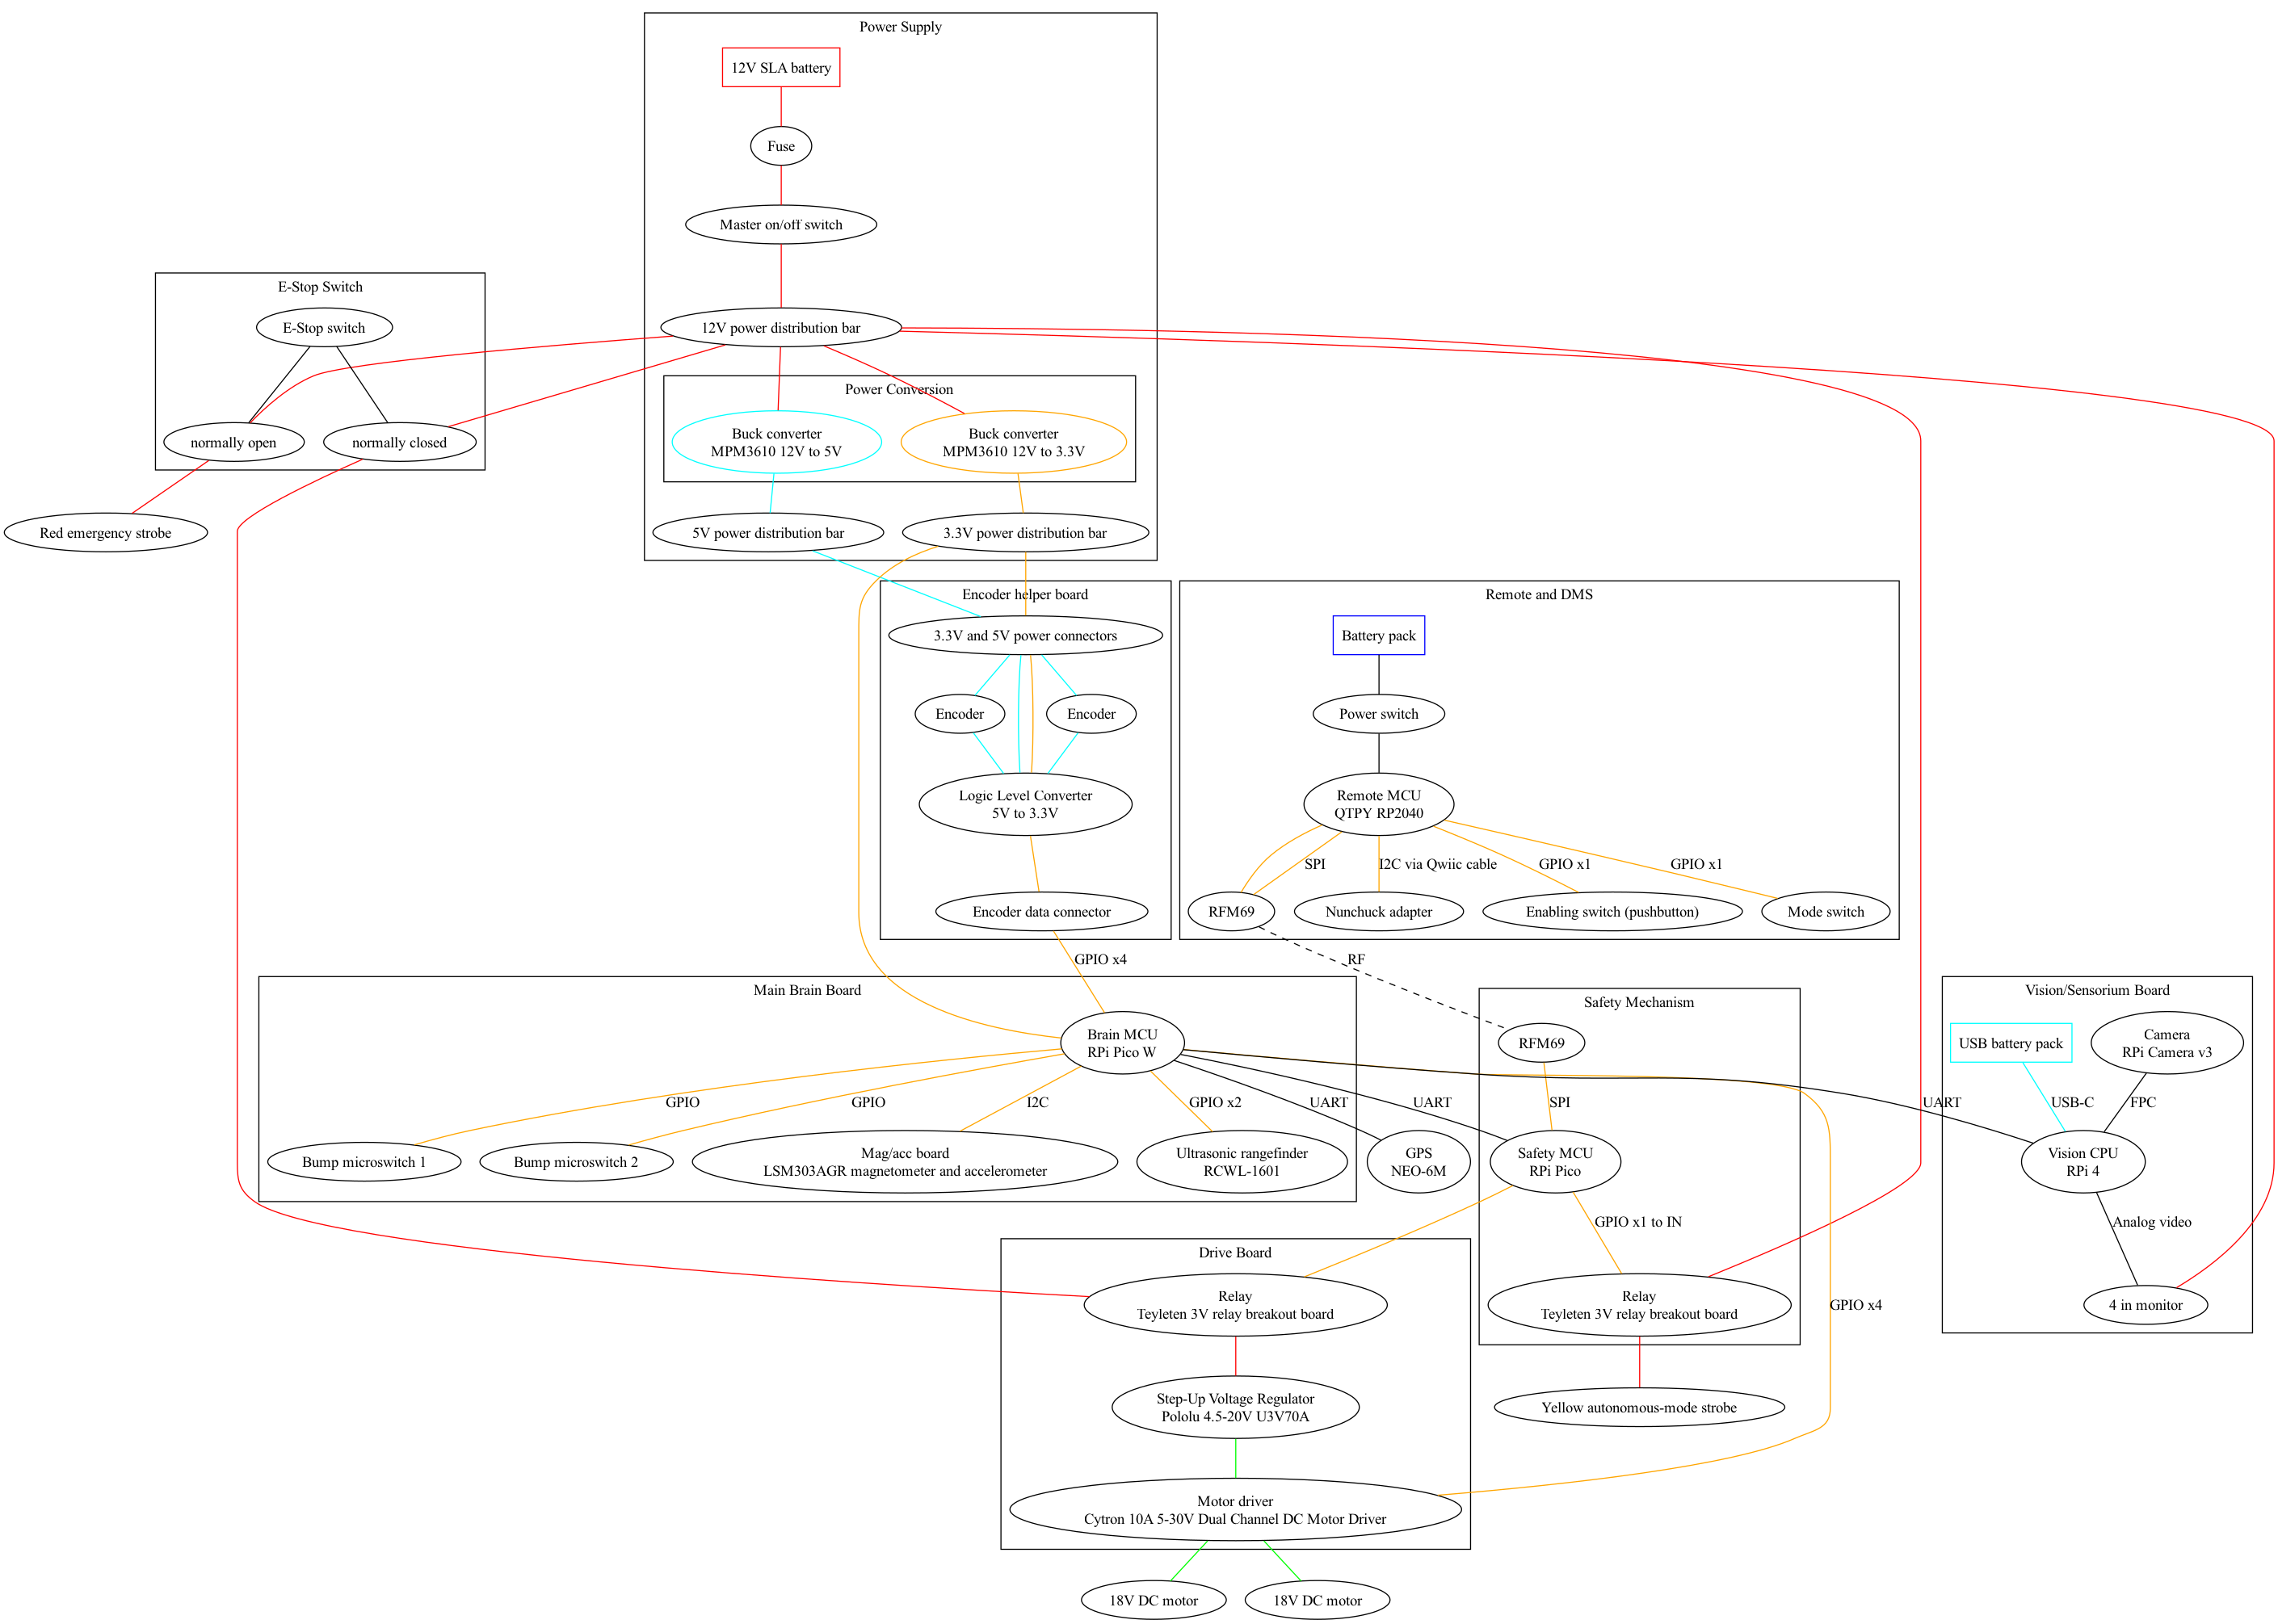 Power Supply
12V SLA battery
Fuse
Master on/off switch
E-Stop Switch
E-Stop switch
12V power distribution bar
Power Conversion
normally open
normally closed
Buck converter
MPM3610 12V to 5V
Buck converter
MPM3610 12V to 3.3V
Red emergency strobe
5V power distribution bar
3.3V power distribution bar
Encoder helper board
3.3V and 5V power connectors
Encoder
Encoder
Logic Level Converter
5V to 3.3V
Encoder data connector
GPIO x4
Remote and DMS
Battery pack
Power switch
Remote MCU
QTPY RP2040
SPI
I2C via Qwiic cable
GPIO x1
GPIO x1
RFM69
Nunchuck adapter
Enabling switch (pushbutton)
Mode switch
RF
Main Brain Board
Brain MCU
RPi Pico W
GPIO
GPIO
I2C
GPIO x2
UART
UART
UART
Bump microswitch 1
Bump microswitch 2
Mag/acc board
LSM303AGR magnetometer and accelerometer
Ultrasonic rangefinder
RCWL-1601
GPS
NEO-6M
Safety Mechanism
RFM69
SPI
Safety MCU
RPi Pico
GPIO x1 to IN
Relay
Teyleten 3V relay breakout board
Yellow autonomous-mode strobe
Vision/Sensorium Board
USB battery pack
Camera
RPi Camera v3
USB-C
FPC
Vision CPU
RPi 4
Analog video
4 in monitor
Drive Board
Relay
Teyleten 3V relay breakout board
GPIO x4
Step-Up Voltage Regulator
Pololu 4.5-20V U3V70A
Motor driver
Cytron 10A 5-30V Dual Channel DC Motor Driver
18V DC motor
18V DC motor